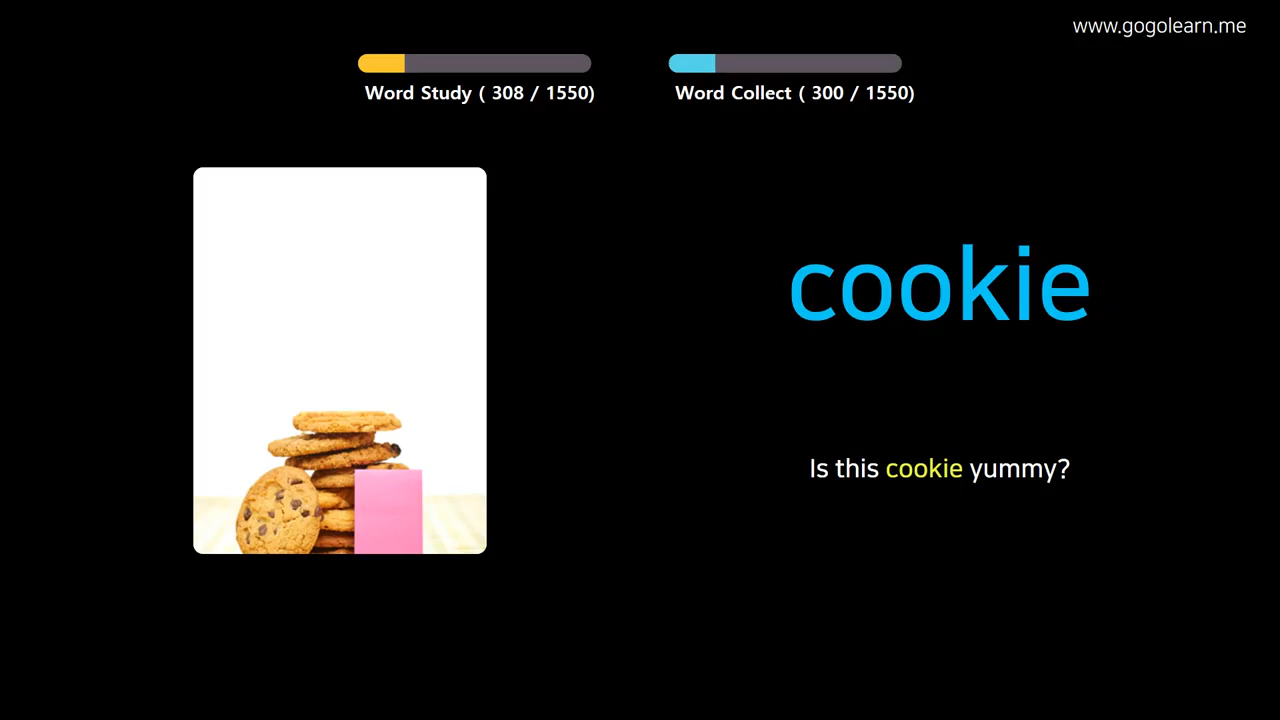 www.gogolearn.me
Word Study ( 308 / 1550)
Word Collect ( 300 / 1550)
cookie
Is this cookie yummy?